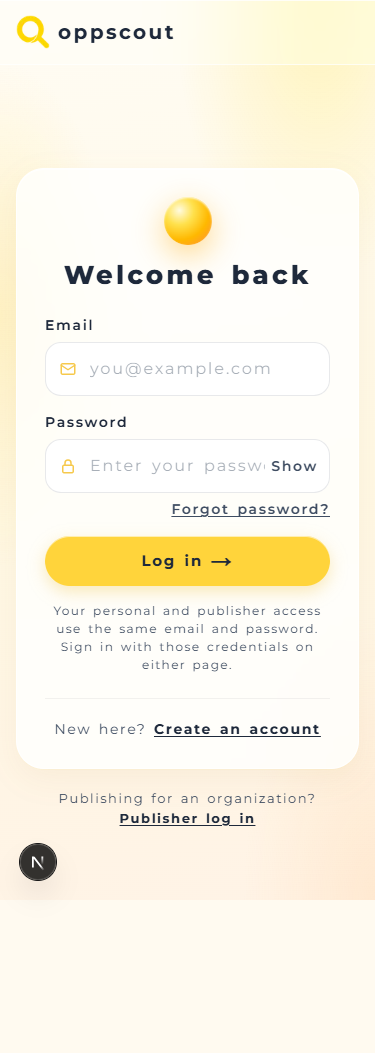 oppscout
Welcome back
Email
you@example.com
Password
Enter your passw
Show
Forgot password?
Log in →
Your personal and publisher access
use the same email and password.
Sign in with those credentials on
either page.
New here? Create an account
Publishing for an organization?
Publisher log in
N